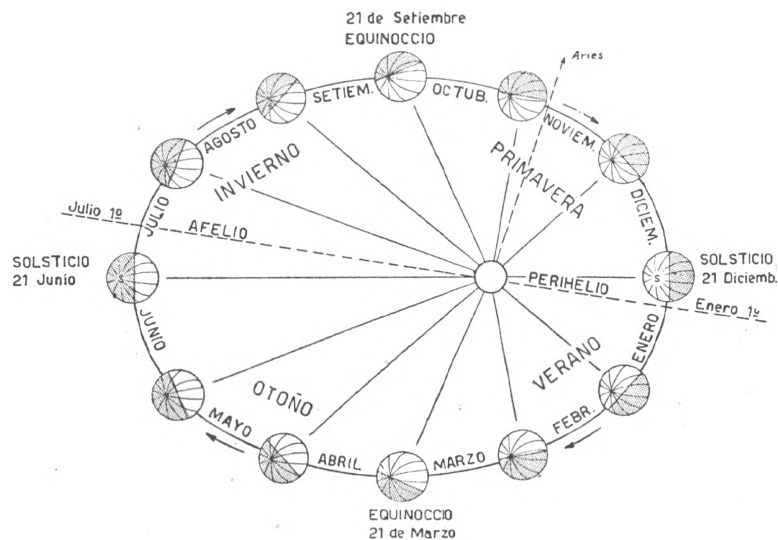 21 de Setiembre
EQUINOCCIO
Aries
SETIEM.
OCTUB.
AGOSTO
NOVIEM.
INVIERNO
PRIMAVERA
JULIO
DICIEM.
Julio 1º
AFELIO
SOLSTICIO
21 Junio
S
PERIHELIO
S
SOLSTICIO
21 Diciemb.
Enero 1º
JUNIO
ENERO
OTOÑO
VERANO
MAYO
FEBR.
ABRIL
MARZO
EQUINOCCIO
21 de Marzo